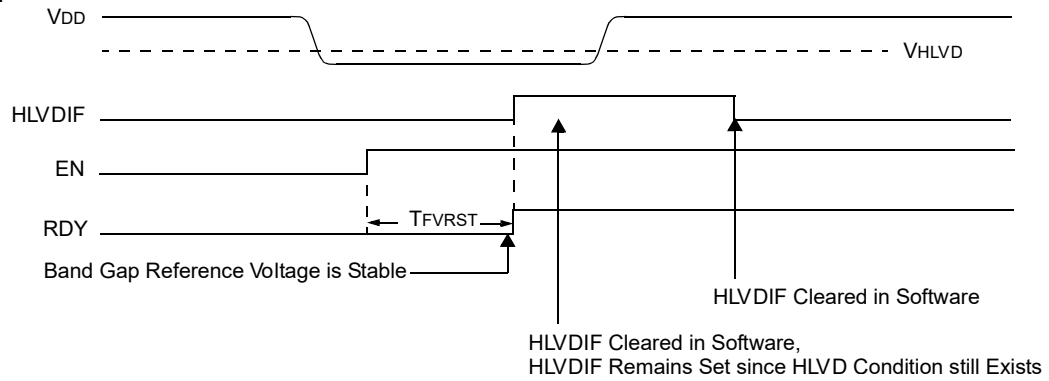 VDD
VHLVD
HLVDIF
EN
TFVRST
RDY
Band Gap Reference Voltage is Stable
HLVDIF Cleared in Software
HLVDIF Cleared in Software,
HLVDIF Remains Set since HLVD Condition still Exists